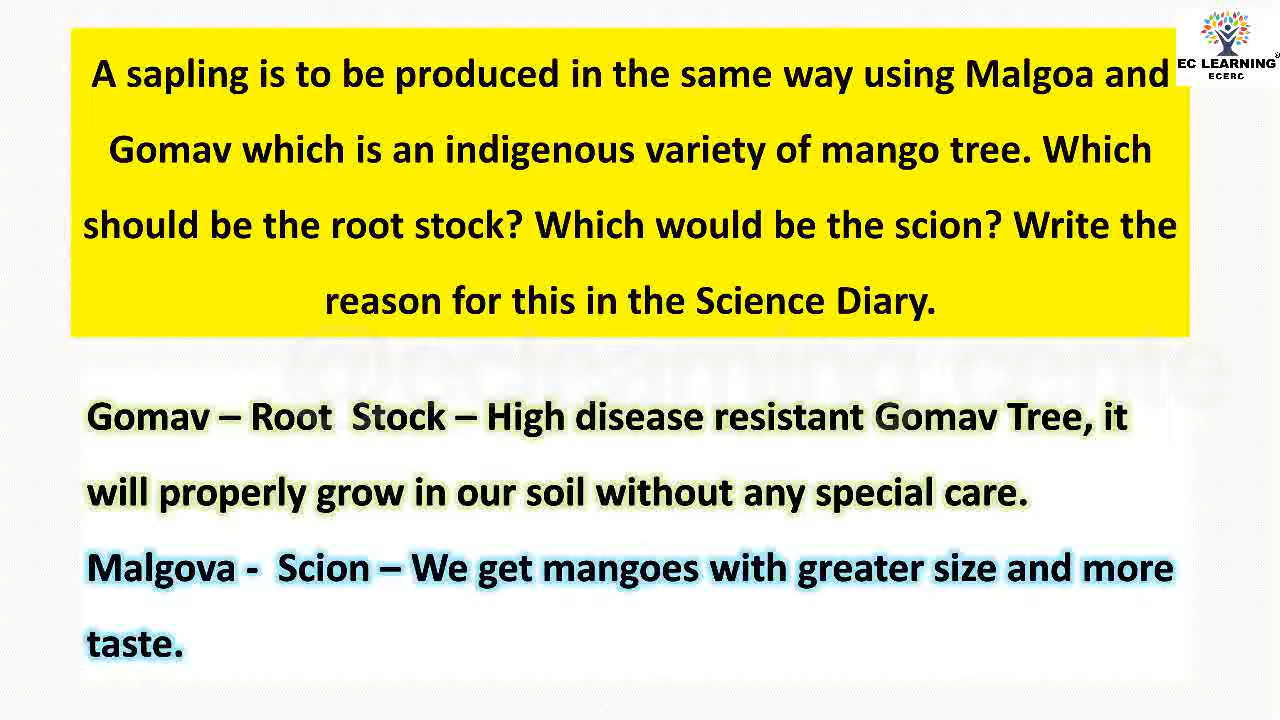 A sapling is to be produced in the same way using Malgoa and
Gomav which is an indigenous variety of mango tree. Which
should be the root stock? Which would be the scion? Write the
reason for this in the Science Diary.
EC LEARNING
ECERC
@eclearning cente
Gomav – Root Stock – High disease resistant Gomav Tree, it
will properly grow in our soil without any special care.
Malgova - Scion – We get mangoes with greater size and more
taste.